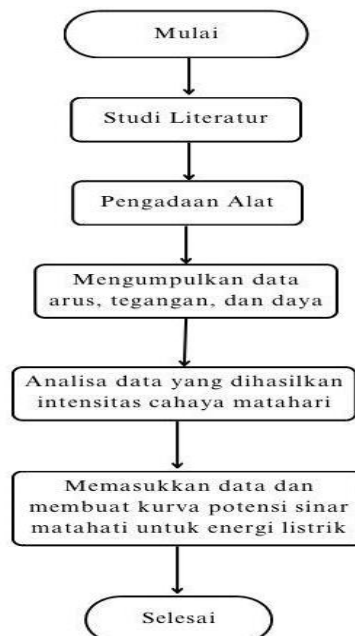 Mulai
Studi Literatur
Pengadaan Alat
Mengumpulkan data
arus, tegangan, dan daya
Analisa data yang dihasilkan
intensitas cahaya matahari
Memasukkan data dan
membuat kurva potensi sinar
matahati untuk energi listrik
Selesai